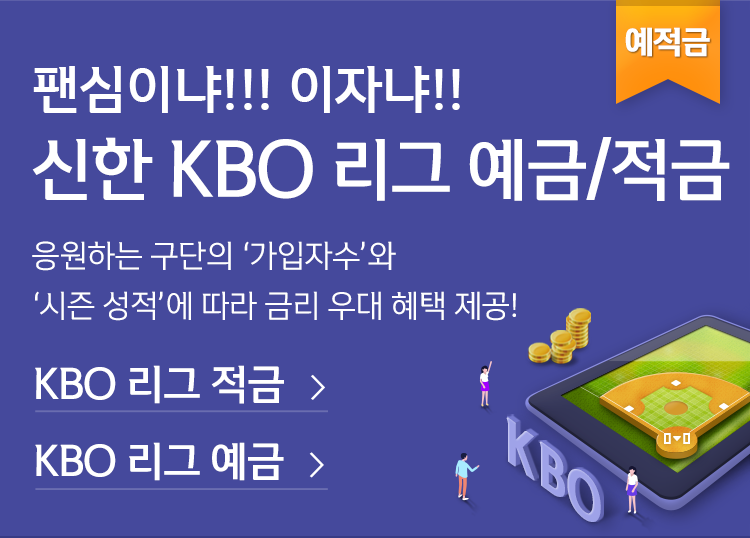 예적금
팬심이냐!!! 이자냐!!
신한 KBO 리그 예금/적금
응원하는 구단의 ‘가입자수’와
‘시즌 성적’에 따라 금리 우대 혜택 제공!
KBO 리그 적금 >
KBO 리그 예금 >
KBO